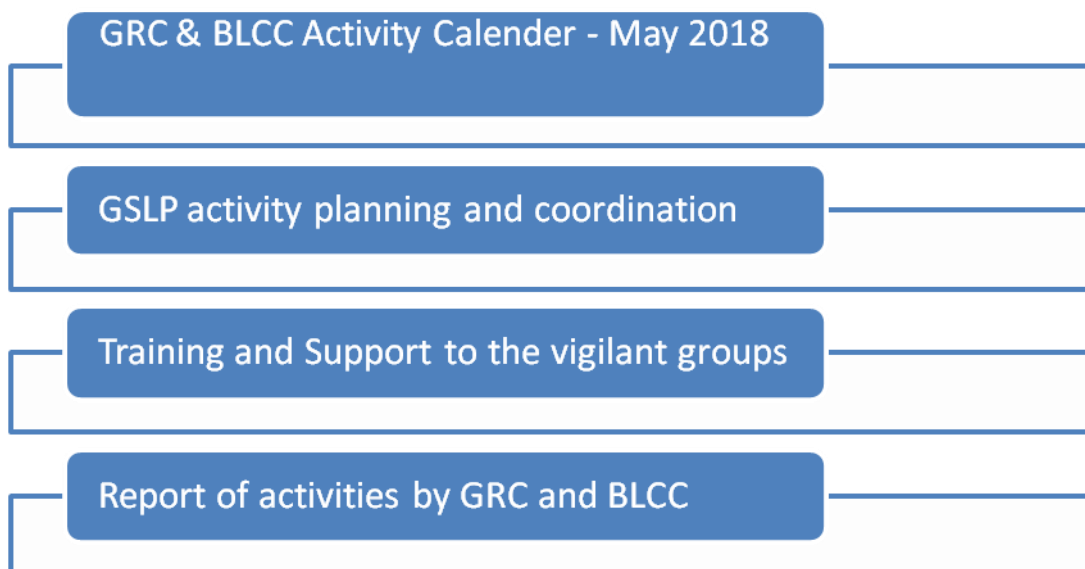 GRC & BLCC Activity Calender - May 2018
GSLP activity planning and coordination
Training and Support to the vigilant groups
Report of activities by GRC and BLCC